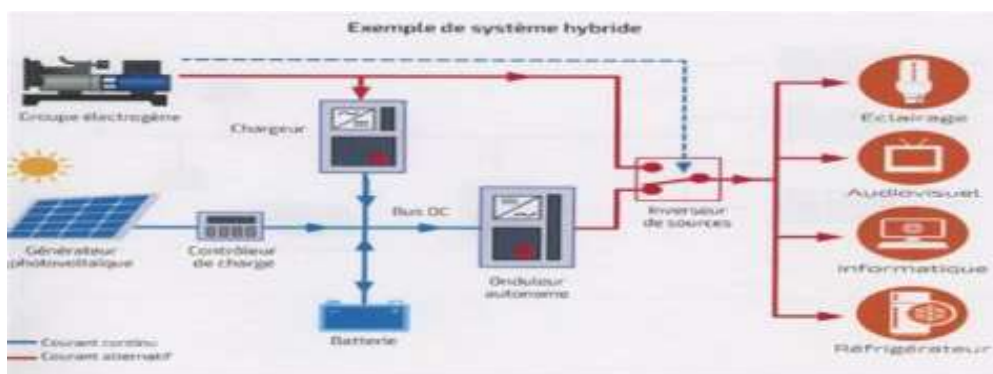 Exemple de système hybride
Groupe électrogène
Chargeur
Eclairage
Audiovisuel
Inverseur
de sources
Bus DC
Générateur
photovoltaïque
Contrôleur
de charge
Onduleur
autonome
Informatique
Batterie
Réfrigérateur
Courant continu
Courant alternatif